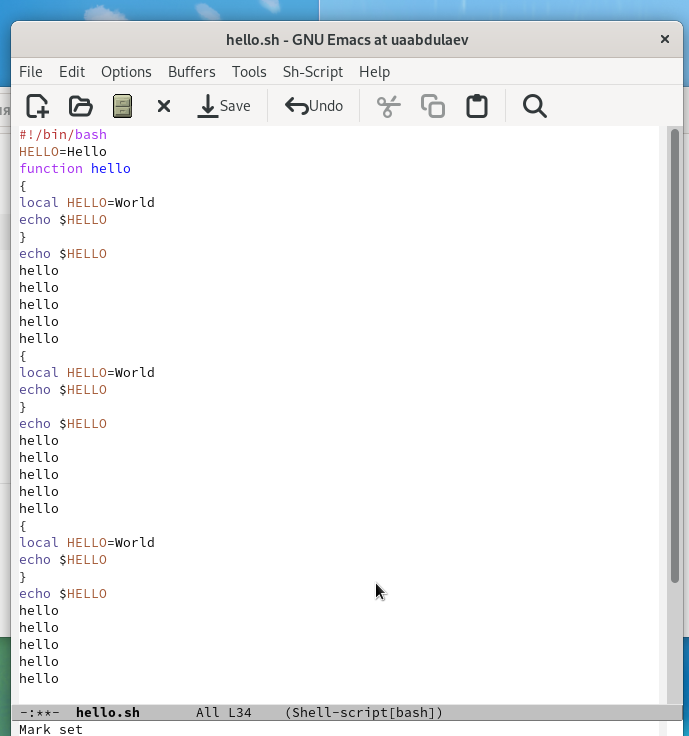 hello.sh - GNU Emacs at uaabdulaev
File Edit Options Buffers Tools Sh-Script Help
Save Undo
#!/bin/bash
HELLO=Hello
function hello
{
local HELLO=World
echo $HELLO
}
echo $HELLO
hello
hello
hello
hello
hello
{
local HELLO=World
echo $HELLO
}
echo $HELLO
hello
hello
hello
hello
hello
{
local HELLO=World
echo $HELLO
}
echo $HELLO
hello
hello
hello
hello
hello
-:**- hello.sh All L34 (Shell-script[bash])
Mark set